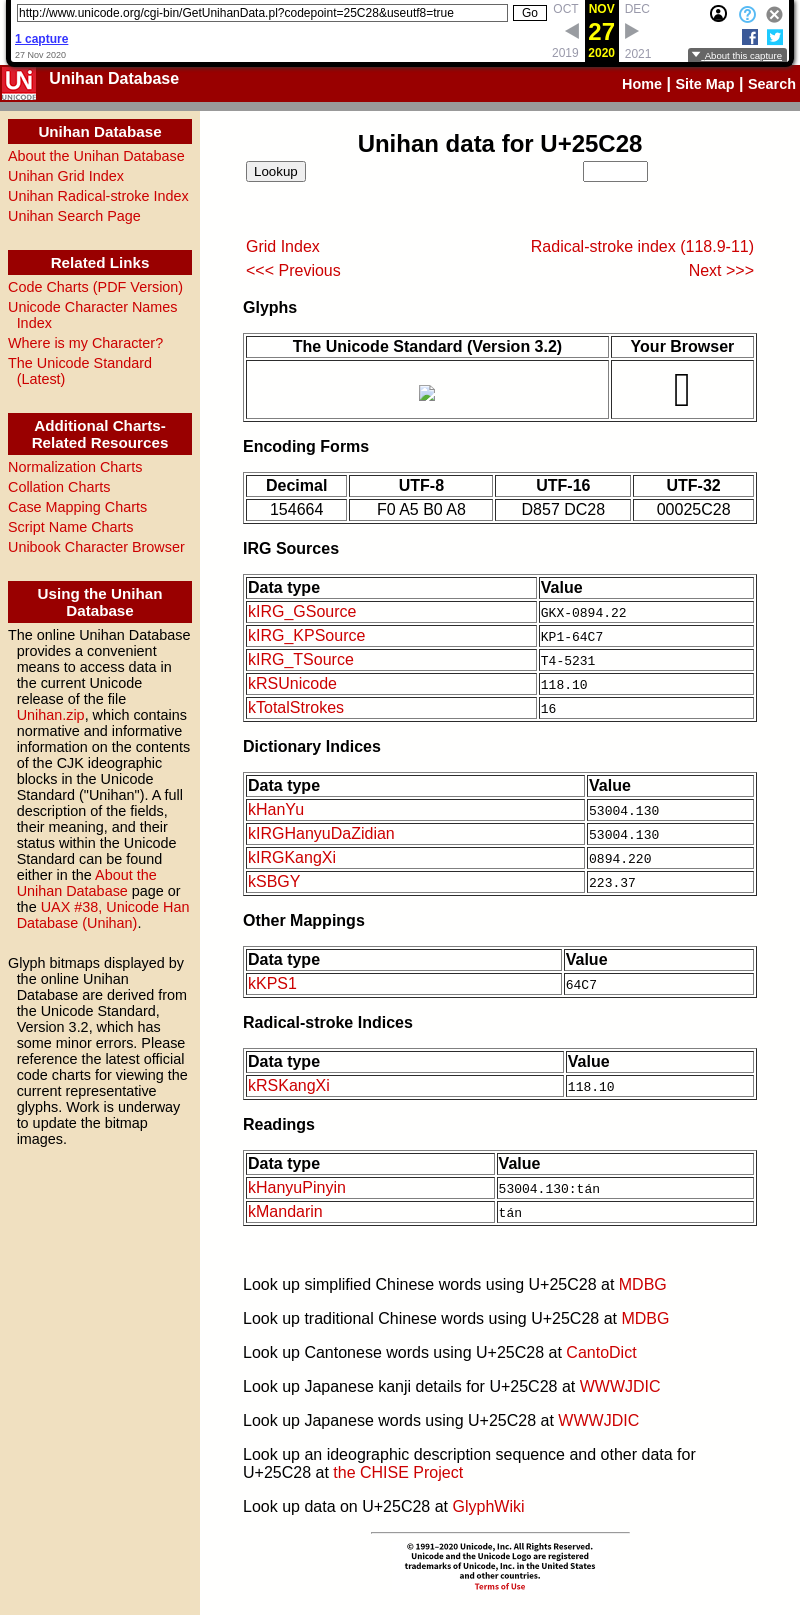 http://www.unicode.org/cgi-bin/GetUnihanData.pl?codepoint=25C28&useutf8=true
Go
OCT NOV DEC
27
2019 2020 2021
1 capture
27 Nov 2020
About this capture
UNi
UNICODE
Unihan Database
Home | Site Map | Search
Unihan Database
About the Unihan Database
Unihan Grid Index
Unihan Radical-stroke Index
Unihan Search Page
Related Links
Code Charts (PDF Version)
Unicode Character Names
Index
Where is my Character?
The Unicode Standard
(Latest)
Additional Charts-
Related Resources
Normalization Charts
Collation Charts
Case Mapping Charts
Script Name Charts
Unibook Character Browser
Using the Unihan
Database
The online Unihan Database
provides a convenient
means to access data in
the current Unicode
release of the file
Unihan.zip, which contains
normative and informative
information on the contents
of the CJK ideographic
blocks in the Unicode
Standard ("Unihan"). A full
description of the fields,
their meaning, and their
status within the Unicode
Standard can be found
either in the About the
Unihan Database page or
the UAX #38, Unicode Han
Database (Unihan).
Glyph bitmaps displayed by
the online Unihan
Database are derived from
the Unicode Standard,
Version 3.2, which has
some minor errors. Please
reference the latest official
code charts for viewing the
current representative
glyphs. Work is underway
to update the bitmap
images.
Unihan data for U+25C28
Lookup
Grid Index Radical-stroke index (118.9-11)
<<< Previous Next >>>
Glyphs
The Unicode Standard (Version 3.2) Your Browser
Encoding Forms
Decimal UTF-8 UTF-16 UTF-32
154664 F0 A5 B0 A8 D857 DC28 00025C28
IRG Sources
Data type Value
kIRG_GSource GKX-0894.22
kIRG_KPSource KP1-64C7
kIRG_TSource T4-5231
kRSUnicode 118.10
kTotalStrokes 16
Dictionary Indices
Data type Value
kHanYu 53004.130
kIRGHanyuDaZidian 53004.130
kIRGKangXi 0894.220
kSBGY 223.37
Other Mappings
Data type Value
kKPS1 64C7
Radical-stroke Indices
Data type Value
kRSKangXi 118.10
Readings
Data type Value
kHanyuPinyin 53004.130:tán
kMandarin tán
Look up simplified Chinese words using U+25C28 at MDBG
Look up traditional Chinese words using U+25C28 at MDBG
Look up Cantonese words using U+25C28 at CantoDict
Look up Japanese kanji details for U+25C28 at WWWJDIC
Look up Japanese words using U+25C28 at WWWJDIC
Look up an ideographic description sequence and other data for
U+25C28 at the CHISE Project
Look up data on U+25C28 at GlyphWiki
© 1991–2020 Unicode, Inc. All Rights Reserved.
Unicode and the Unicode Logo are registered
trademarks of Unicode, Inc. in the United States
and other countries.
Terms of Use